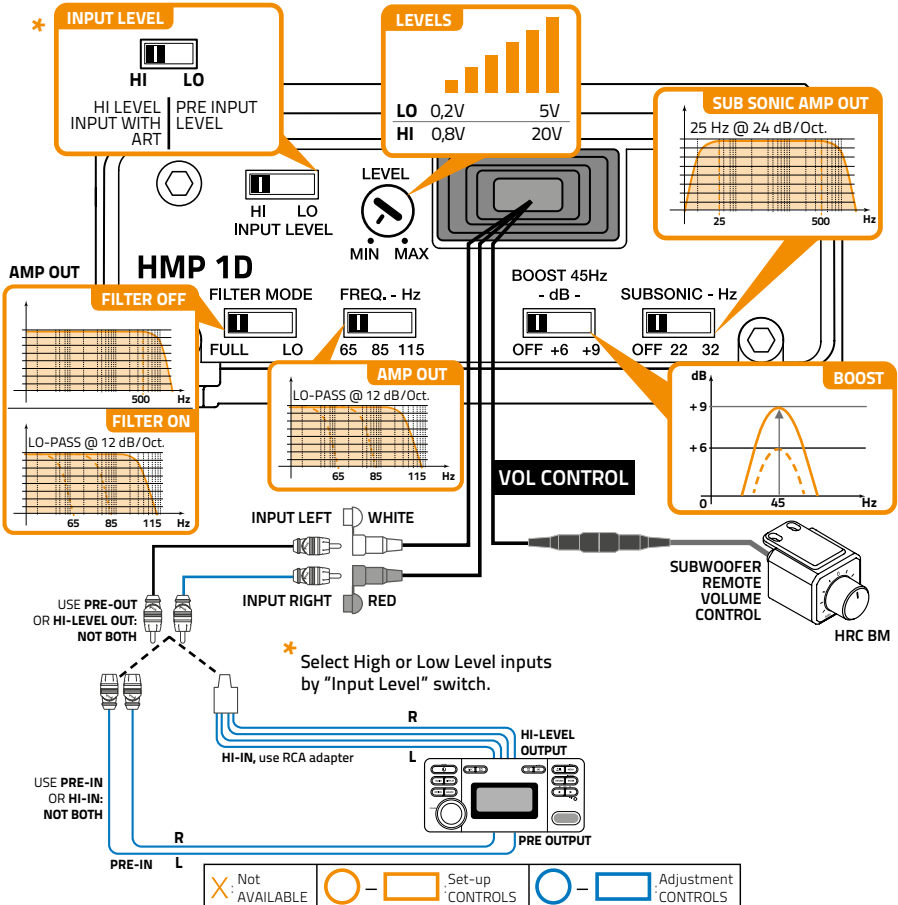 *
INPUT LEVEL
HI LO
HI LEVEL INPUT WITH ART
PRE INPUT LEVEL
LEVELS
LO 0,2V 5V
HI 0,8V 20V
SUB SONIC AMP OUT
25 Hz @ 24 dB/Oct.
25 500 Hz
HI LO
INPUT LEVEL
LEVEL
MIN MAX
HMP 1D
AMP OUT
FILTER OFF
500 Hz
FILTER ON
LO-PASS @ 12 dB/Oct.
65 85 115 Hz
FILTER MODE
FULL LO
FREQ. - Hz
65 85 115
BOOST 45Hz
- dB -
OFF +6 +9
SUBSONIC - Hz
OFF 22 32
AMP OUT
LO-PASS @ 12 dB/Oct.
65 85 115 Hz
BOOST
dB
+9
+6
0 45 Hz
VOL CONTROL
INPUT LEFT WHITE
INPUT RIGHT RED
SUBWOOFER
REMOTE
VOLUME
CONTROL
HRC BM
USE PRE-OUT
OR HI-LEVEL OUT:
NOT BOTH
* Select High or Low Level inputs
by "Input Level" switch.
R
L
HI-LEVEL
OUTPUT
HI-IN, use RCA adapter
USE PRE-IN
OR HI-IN:
NOT BOTH
PRE OUTPUT
R
PRE-IN L
X : Not AVAILABLE
– : Set-up CONTROLS
– : Adjustment CONTROLS